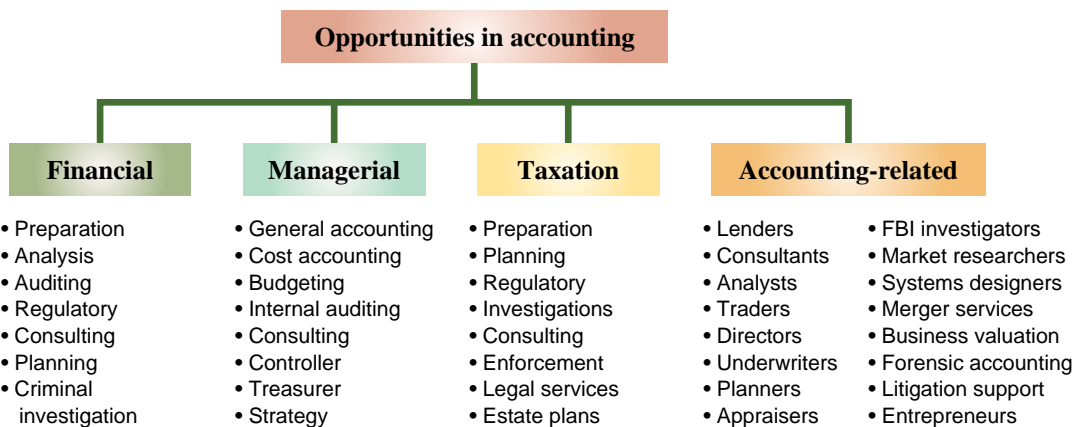 Opportunities in accounting
Financial
• Preparation
• Analysis
• Auditing
• Regulatory
• Consulting
• Planning
• Criminal
investigation
Managerial
• General accounting
• Cost accounting
• Budgeting
• Internal auditing
• Consulting
• Controller
• Treasurer
• Strategy
Taxation
• Preparation
• Planning
• Regulatory
• Investigations
• Consulting
• Enforcement
• Legal services
• Estate plans
Accounting-related
• Lenders
• Consultants
• Analysts
• Traders
• Directors
• Underwriters
• Planners
• Appraisers
• FBI investigators
• Market researchers
• Systems designers
• Merger services
• Business valuation
• Forensic accounting
• Litigation support
• Entrepreneurs